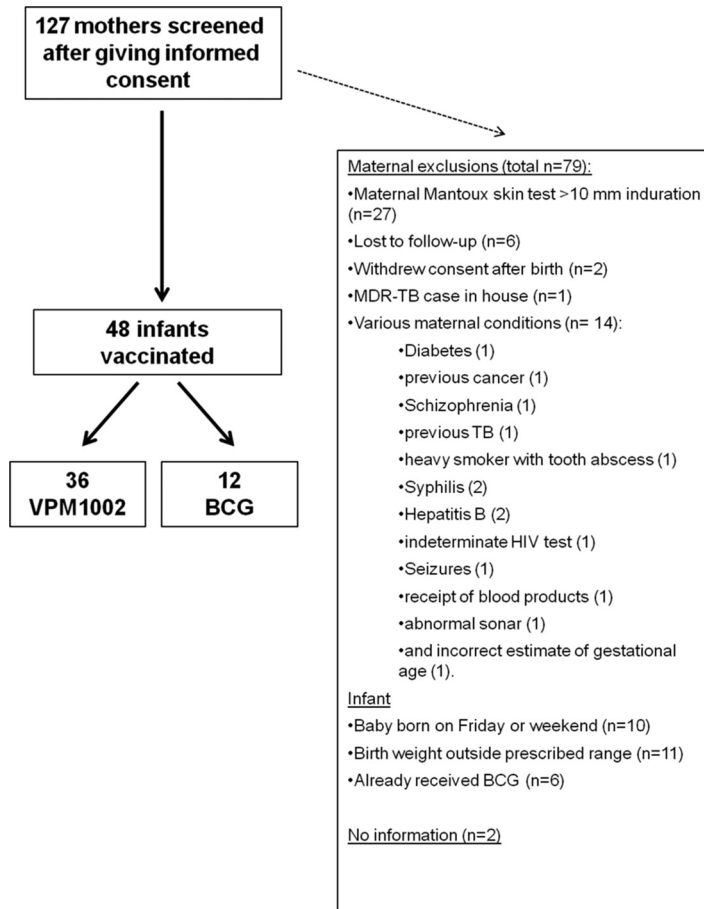 127 mothers screened
after giving informed
consent
48 infants
vaccinated
36
VPM1002
12
BCG
Maternal exclusions (total n=79):
•Maternal Mantoux skin test >10 mm induration
(n=27)
•Lost to follow-up (n=6)
•Withdrew consent after birth (n=2)
•MDR-TB case in house (n=1)
•Various maternal conditions (n= 14):
•Diabetes (1)
•previous cancer (1)
•Schizophrenia (1)
•previous TB (1)
•heavy smoker with tooth abscess (1)
•Syphilis (2)
•Hepatitis B (2)
•indeterminate HIV test (1)
•Seizures (1)
•receipt of blood products (1)
•abnormal sonar (1)
•and incorrect estimate of gestational
age (1).
Infant
•Baby born on Friday or weekend (n=10)
•Birth weight outside prescribed range (n=11)
•Already received BCG (n=6)
No information (n=2)